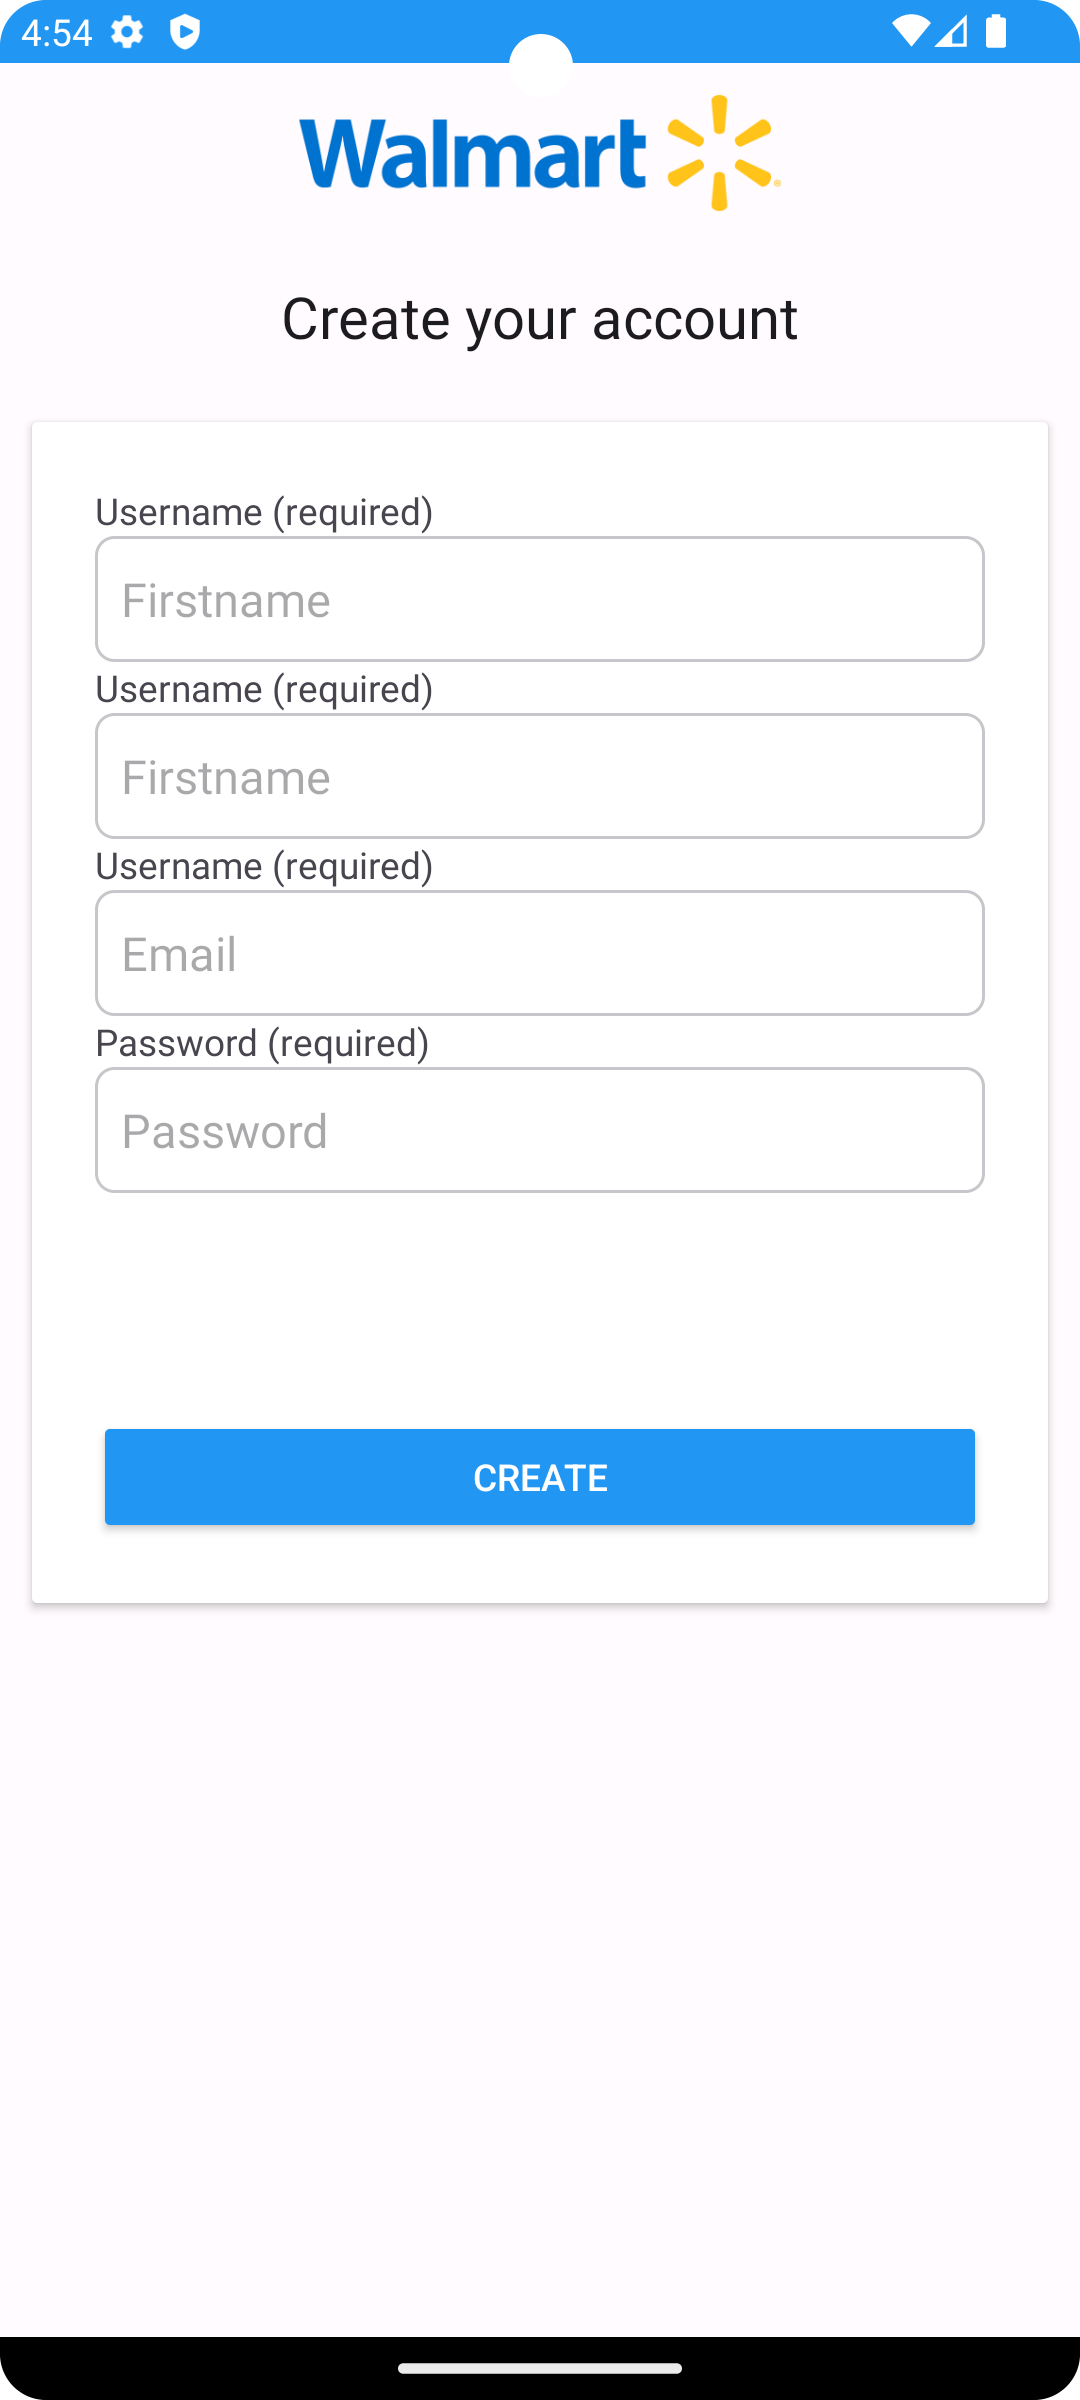 4:54
Walmart
Create your account
Username (required)
Firstname
Username (required)
Firstname
Username (required)
Email
Password (required)
Password
CREATE